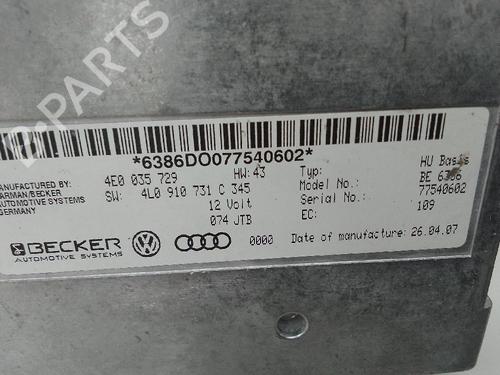 B-PARTS
*6386DO077540602*
MANUFACTURED BY:
HARMAN/BECKER
AUTOMOTIVE SYSTEMS
GERMANY
4E0 035 729
HW: 43
SW: 4L0 910 731 C 345
12 Volt
074 JTB
Typ: HU Basis
Model No.: BE 6386
Serial No.: 77540602
EC: 109
BECKER
AUTOMOTIVE SYSTEMS
0000
Date of manufacture: 26.04.07